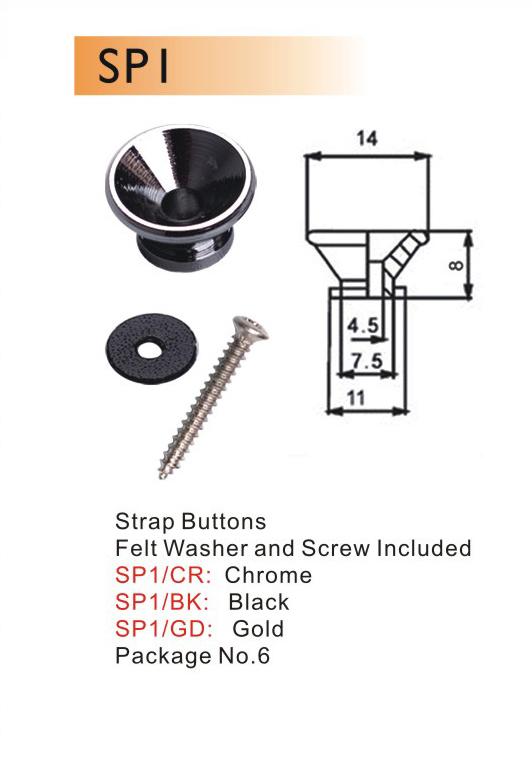 SP1
14
8
4.5
7.5
11
Strap Buttons
Felt Washer and Screw Included
SP1/CR: Chrome
SP1/BK: Black
SP1/GD: Gold
Package No.6